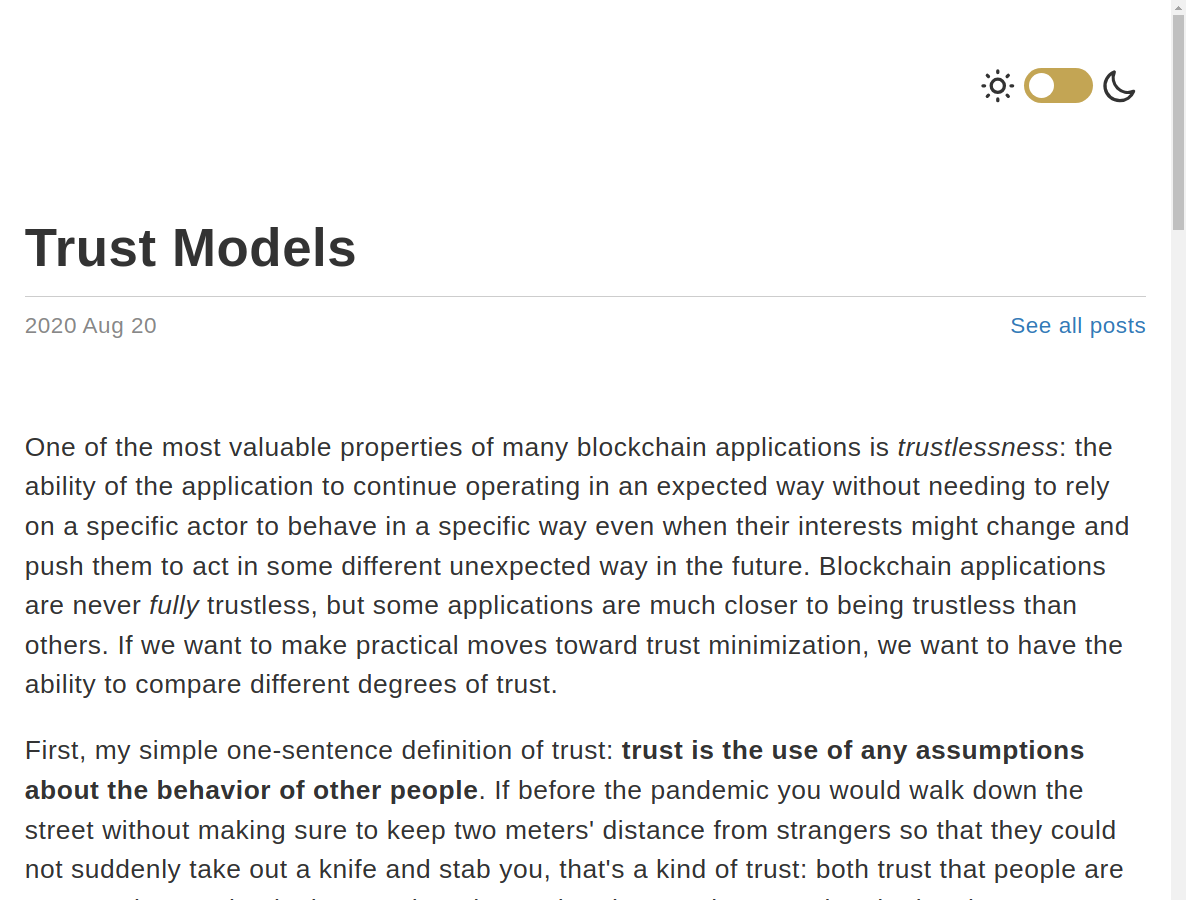 Trust Models
2020 Aug 20
See all posts
One of the most valuable properties of many blockchain applications is trustlessness: the
ability of the application to continue operating in an expected way without needing to rely
on a specific actor to behave in a specific way even when their interests might change and
push them to act in some different unexpected way in the future. Blockchain applications
are never fully trustless, but some applications are much closer to being trustless than
others. If we want to make practical moves toward trust minimization, we want to have the
ability to compare different degrees of trust.
First, my simple one-sentence definition of trust: trust is the use of any assumptions
about the behavior of other people. If before the pandemic you would walk down the
street without making sure to keep two meters' distance from strangers so that they could
not suddenly take out a knife and stab you, that's a kind of trust: both trust that people are